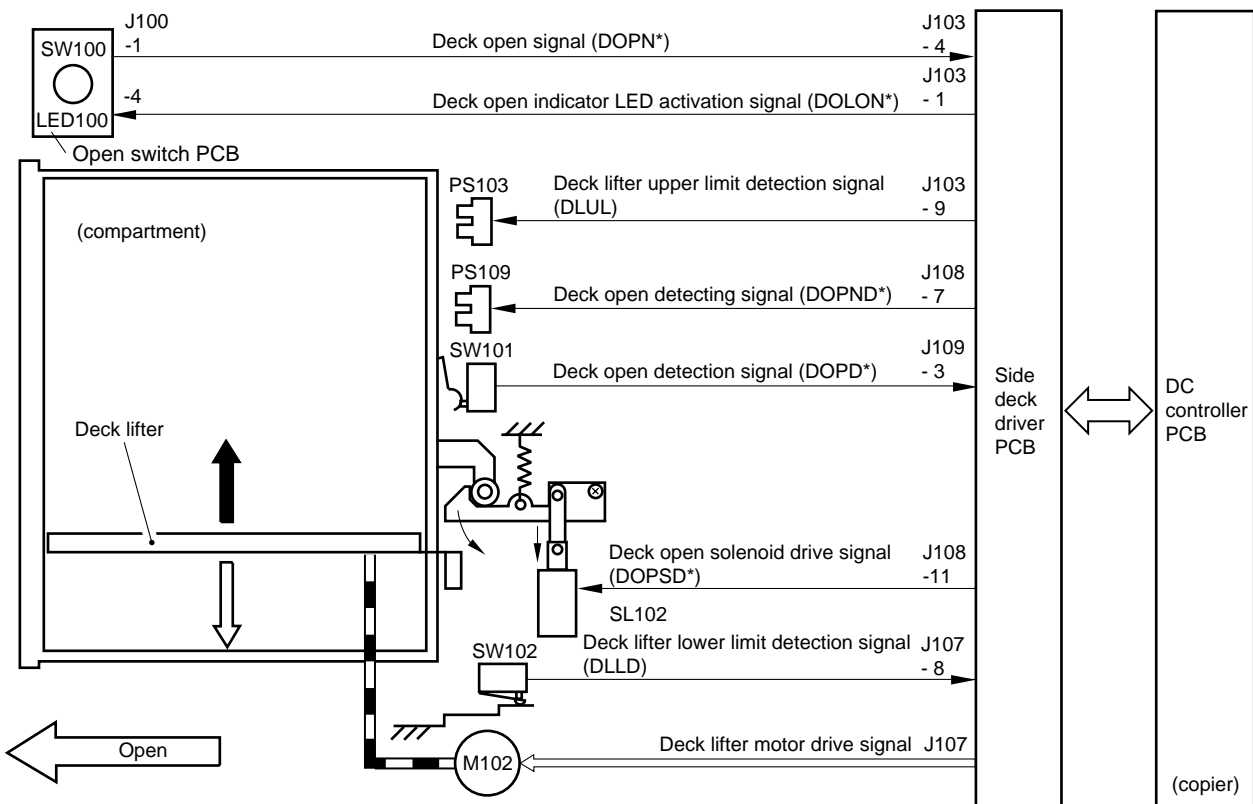 J100
J103
SW100
-1
Deck open signal (DOPN*)
- 4
J103
-4
Deck open indicator LED activation signal (DOLON*)
- 1
LED100
Open switch PCB
PS103
Deck lifter upper limit detection signal
(DLUL)
J103
- 9
(compartment)
PS109
Deck open detecting signal (DOPND*)
J108
- 7
SW101
Deck open detection signal (DOPD*)
J109
- 3
Side
deck
driver
PCB
DC
controller
PCB
Deck lifter
Deck open solenoid drive signal
(DOPSD*)
J108
-11
SL102
SW102
Deck lifter lower limit detection signal
(DLLD)
J107
- 8
Open
M102
Deck lifter motor drive signal
J107
(copier)